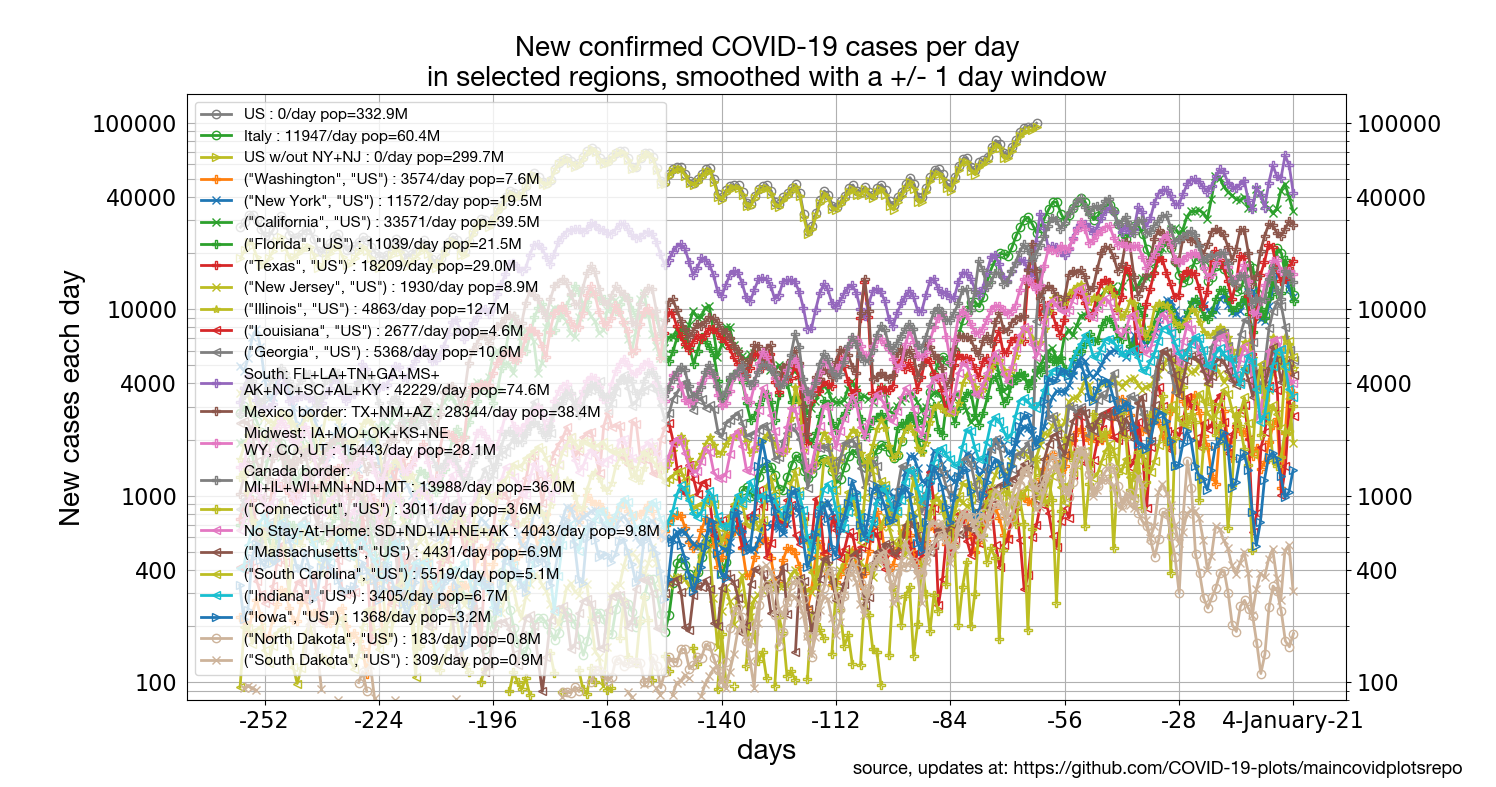 New confirmed COVID-19 cases per day
in selected regions, smoothed with a +/- 1 day window
New cases each day
100000
40000
10000
4000
1000
400
100
US : 0/day pop=332.9M
Italy : 11947/day pop=60.4M
US w/out NY+NJ : 0/day pop=299.7M
("Washington", "US") : 3574/day pop=7.6M
("New York", "US") : 11572/day pop=19.5M
("California", "US") : 33571/day pop=39.5M
("Florida", "US") : 11039/day pop=21.5M
("Texas", "US") : 18209/day pop=29.0M
("New Jersey", "US") : 1930/day pop=8.9M
("Illinois", "US") : 4863/day pop=12.7M
("Louisiana", "US") : 2677/day pop=4.6M
("Georgia", "US") : 5368/day pop=10.6M
South: FL+LA+TN+GA+MS+
AK+NC+SC+AL+KY : 42229/day pop=74.6M
Mexico border: TX+NM+AZ : 28344/day pop=38.4M
Midwest: IA+MO+OK+KS+NE
WY, CO, UT : 15443/day pop=28.1M
Canada border:
MI+IL+WI+MN+ND+MT : 13988/day pop=36.0M
("Connecticut", "US") : 3011/day pop=3.6M
No Stay-At-Home: SD+ND+IA+NE+AK : 4043/day pop=9.8M
("Massachusetts", "US") : 4431/day pop=6.9M
("South Carolina", "US") : 5519/day pop=5.1M
("Indiana", "US") : 3405/day pop=6.7M
("Iowa", "US") : 1368/day pop=3.2M
("North Dakota", "US") : 183/day pop=0.8M
("South Dakota", "US") : 309/day pop=0.9M
100000
40000
10000
4000
1000
400
100
-252 -224 -196 -168 -140 -112 -84 -56 -28 4-January-21
days
source, updates at: https://github.com/COVID-19-plots/maincovidplotsrepo